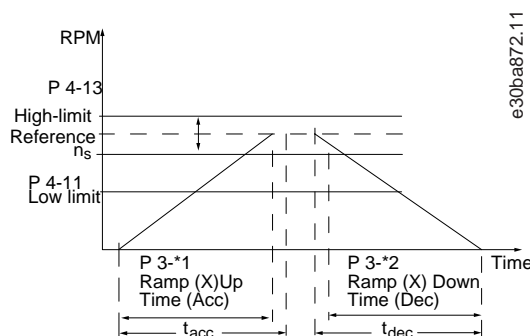 RPM
P 4-13
High-limit
Reference
ns
P 4-11
Low limit
Time
P 3-*1
Ramp (X)Up
Time (Acc)
P 3-*2
Ramp (X) Down
Time (Dec)
tacc
tdec
e30ba872.11